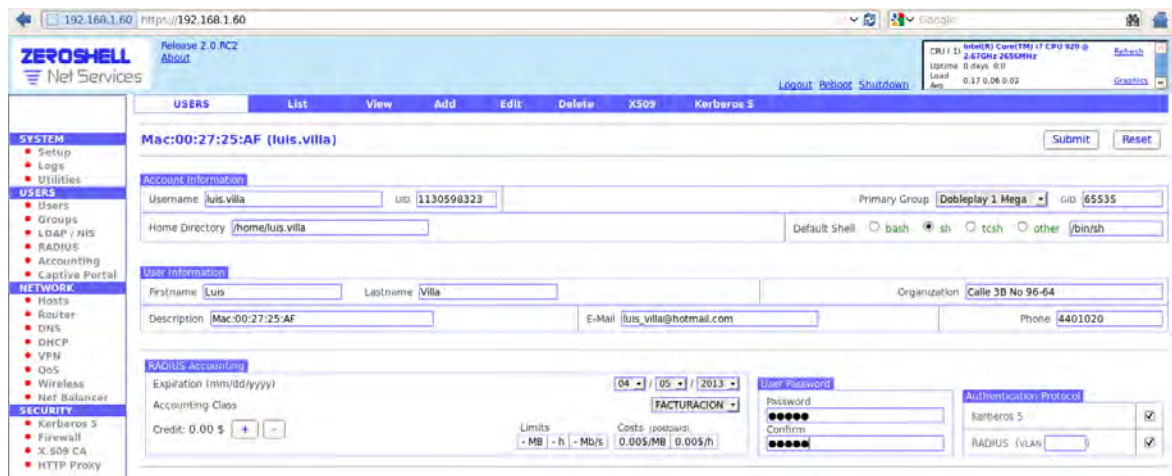 192.168.1.60 https://192.168.1.60 Google
ZEROSHELL
Net Services
Release 2.0.RC2
About
Logout Reboot Shutdown
CPU ( Intel(R) Core(TM) i7 CPU 920 @
2.67GHz 2656MHz
Uptime 0 days, 0:0
Load Avg 0.17 0.06 0.02
Refresh
Graphics
USERS List View Add Edit Delete X509 Kerberos 5
SYSTEM
Setup
Logs
Utilities
USERS
Users
Groups
LDAP / NIS
RADIUS
Accounting
Captive Portal
NETWORK
Hosts
Router
DNS
DHCP
VPN
QoS
Wireless
Net Balancer
SECURITY
Kerberos 5
Firewall
X.509 CA
HTTP Proxy
Mac:00:27:25:AF (luis.villa) Submit Reset
Account Information
Username luis.villa UID 1130598323 Primary Group Dobleplay 1 Mega GID 65535
Home Directory /home/luis.villa Default Shell bash sh tcsh other /bin/sh
User Information
Firstname Luis Lastname Villa Organization Calle 3B No 96-64
Description Mac:00:27:25:AF E-Mail luis_villa@hotmail.com Phone 4401020
RADIUS Accounting
Expiration (mm/dd/yyyy) 04 / 05 / 2013
Accounting Class FACTURACION
Credit: 0.00 $ + -
Limits
- MB - h - Mb/s
Costs (postpaid)
0.00$/MB 0.00$/h
User Password
Password
●●●●●
Confirm
●●●●●
Authentication Protocol
Kerberos 5
RADIUS (VLAN )